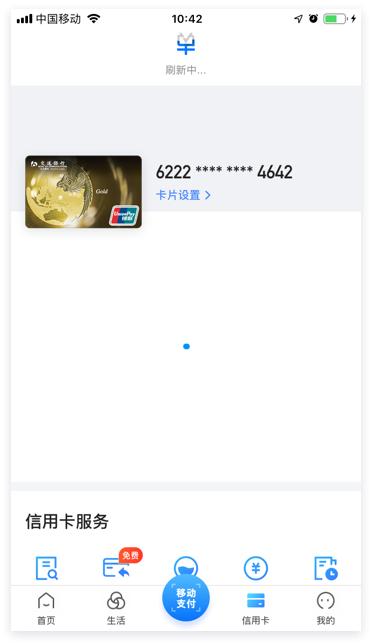 中国移动
10:42
刷新中...
交通银行
Gold
UnionPay
银联
6222 **** **** 4642
卡片设置
信用卡服务
免费
首页
生活
移动
支付
信用卡
我的